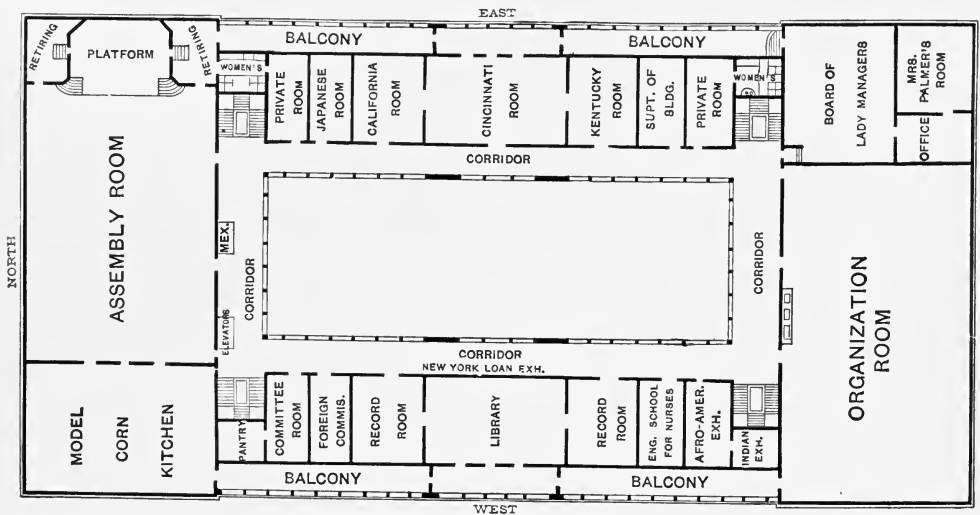 EAST
RETIRING
PLATFORM
RETIRING
BALCONY
BALCONY
WOMEN'S
PRIVATE
ROOM
JAPANESE
ROOM
CALIFORNIA
ROOM
CINCINNATI
ROOM
KENTUCKY
ROOM
SUPT. OF
BLDG.
PRIVATE
ROOM
WOMEN'S
BOARD OF
LADY MANAGERS
MRS.
PALMER'S
ROOM
OFFICE
CORRIDOR
NORTH
ASSEMBLY ROOM
MEX.
CORRIDOR
ELEVATORS
CORRIDOR
ORGANIZATION
ROOM
CORRIDOR
NEW YORK LOAN EXH.
MODEL
CORN
KITCHEN
PANTRY
COMMITTEE
ROOM
FOREIGN
COMMIS.
RECORD
ROOM
LIBRARY
RECORD
ROOM
ENG. SCHOOL
FOR NURSES
AFRO-AMER.
EXH.
INDIAN
EXH.
BALCONY
BALCONY
WEST